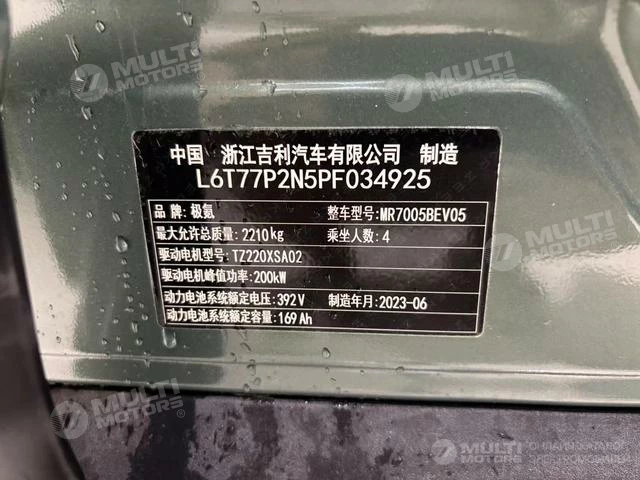 MULTI MOTORS
MULTI MOTORS
中国 浙江吉利汽车有限公司 制造
L6T77P2N5PF034925
品牌:极氪 整车型号:MR7005BEV05
最大允许总质量:2210kg 乘坐人数:4
驱动电机型号:TZ220XSA02
驱动电机峰值功率:200kW
动力电池系统额定电压:392V 制造年月:2023-06
动力电池系统额定容量:169Ah
MULTI MOTORS
MULTI MOTORS
MULTI MOTORS
ОНЛАЙН-КАТАЛОГ
ЭЛЕКТРОМОБИЛЕЙ